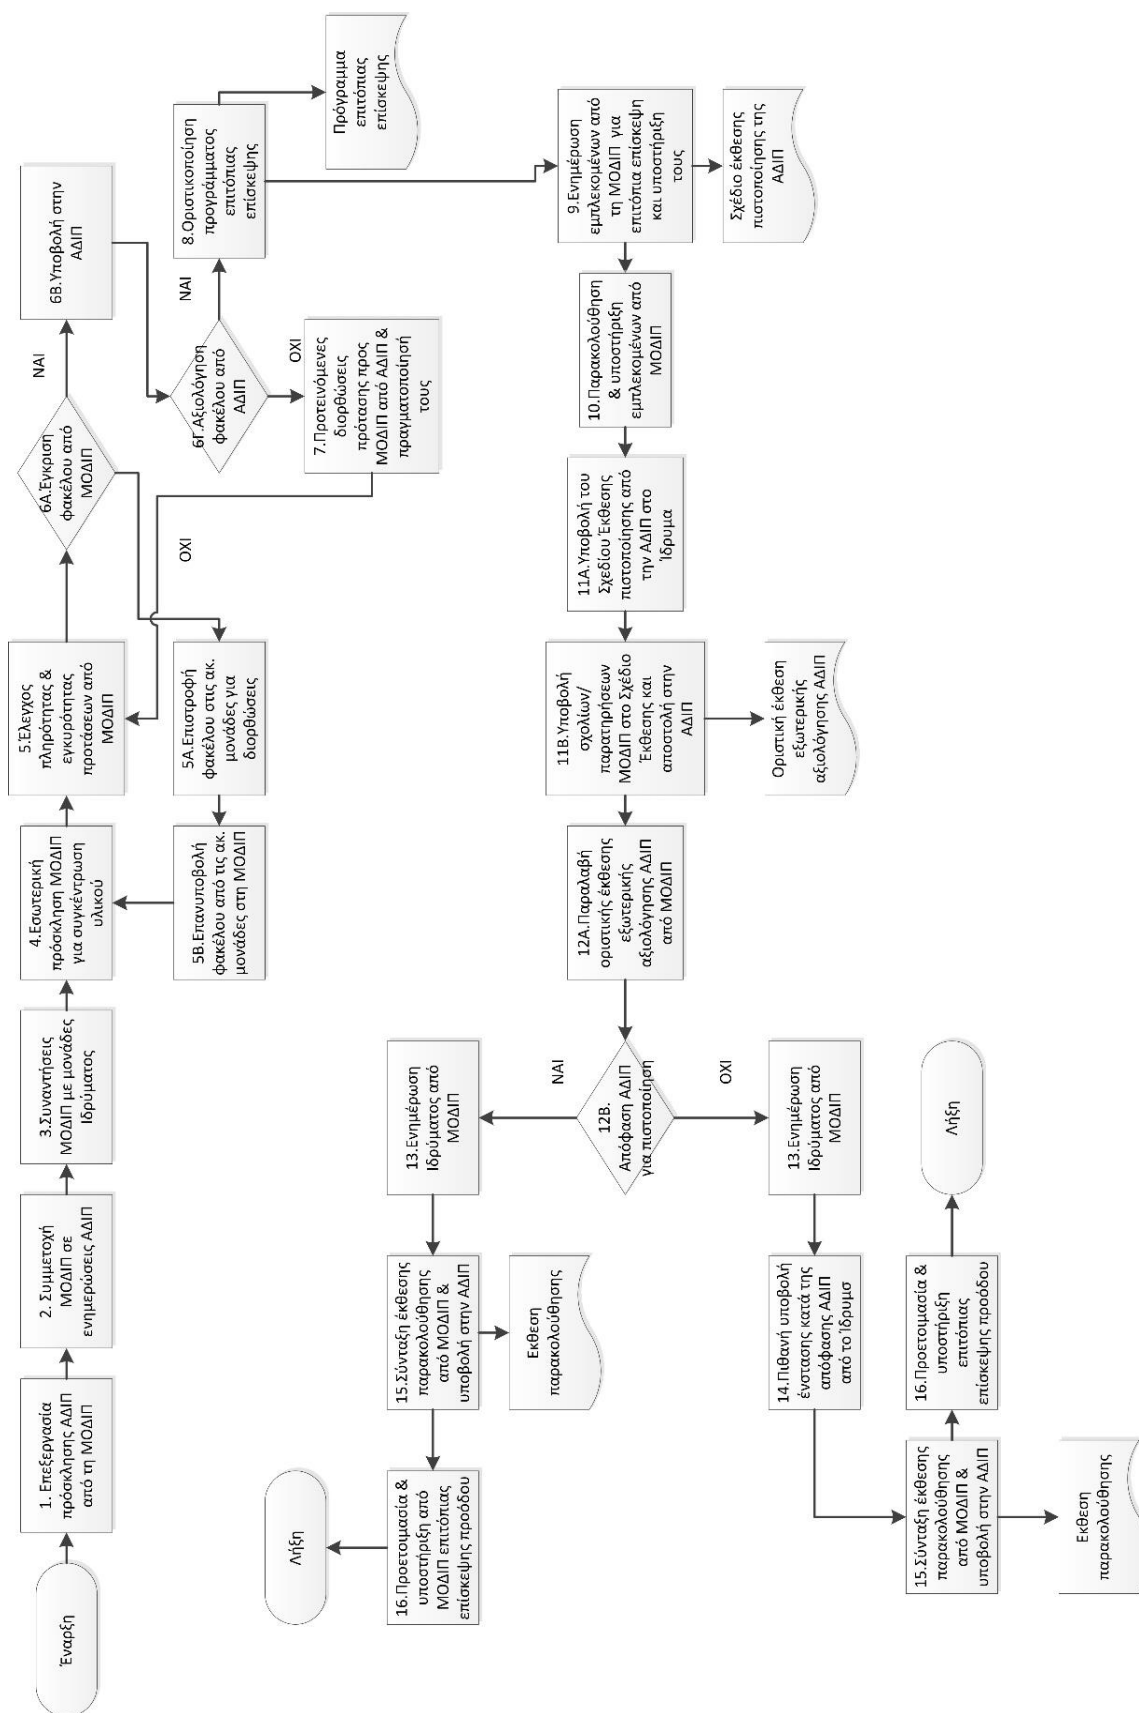 Έναρξη
1. Επεξεργασία
πρόσκλησης ΑΔΙΠ
από τη ΜΟΔΙΠ
2. Συμμετοχή
ΜΟΔΙΠ σε
ενημερώσεις ΑΔΙΠ
3.Συναντήσεις
ΜΟΔΙΠ με μονάδες
Ιδρύματος
4.Εσωτερική
πρόσκληση ΜΟΔΙΠ
για συγκέντρωση
υλικού
5.Έλεγχος
πληρότητας &
εγκυρότητας
προτάσεων από
ΜΟΔΙΠ
6Α.Έγκριση
φακέλου από
ΜΟΔΙΠ
ΝΑΙ
6Β.Υποβολή στην
ΑΔΙΠ
ΟΧΙ
5Α.Επιστροφή
φακέλου στις ακ.
μονάδες για
διορθώσεις
5Β.Επανυποβολή
φακέλου από τις ακ.
μονάδες στη ΜΟΔΙΠ
6Γ.Αξιολόγηση
φακέλου από
ΑΔΙΠ
ΝΑΙ
8.Οριστικοποίηση
προγράμματος
επιτόπιας
επίσκεψης
Πρόγραμμα
επιτόπιας
επίσκεψης
ΟΧΙ
7.Προτεινόμενες
διορθώσεις
πρότασης προς
ΜΟΔΙΠ από ΑΔΙΠ &
πραγματοποίησή
τους
9.Ενημέρωση
εμπλεκομένων από
τη ΜΟΔΙΠ για
επιτόπια επίσκεψη
και υποστήριξη
τους
Σχέδιο έκθεσης
πιστοποίησης της
ΑΔΙΠ
10.Παρακολούθηση
& υποστήριξη
εμπλεκομένων από
ΜΟΔΙΠ
11Α.Υποβολή του
Σχεδίου Έκθεσης
πιστοποίησης από
την ΑΔΙΠ στο
Ίδρυμα
11Β.Υποβολή
σχολίων/
παρατηρήσεων
ΜΟΔΙΠ στο Σχέδιο
Έκθεσης και
αποστολή στην
ΑΔΙΠ
Οριστική έκθεση
εξωτερικής
αξιολόγησης ΑΔΙΠ
12Α.Παραλαβή
οριστικής έκθεσης
εξωτερικής
αξιολόγησης ΑΔΙΠ
από ΜΟΔΙΠ
12Β.
Απόφαση ΑΔΙΠ
για πιστοποίηση
ΝΑΙ
13.Ενημέρωση
Ιδρύματος από
ΜΟΔΙΠ
15.Σύνταξη έκθεσης
παρακολούθησης
από ΜΟΔΙΠ &
υποβολή στην ΑΔΙΠ
Εκθεση
παρακολούθησης
16.Προετοιμασία &
υποστήριξη από
ΜΟΔΙΠ επιτόπιας
επίσκεψης προόδου
Λήξη
ΟΧΙ
13.Ενημέρωση
Ιδρύματος από
ΜΟΔΙΠ
14.Πιθανή υποβολή
ένστασης κατά της
απόφασης ΑΔΙΠ
από το Ίδρυμσ
15.Σύνταξη έκθεσης
παρακολούθησης
από ΜΟΔΙΠ &
υποβολή στην ΑΔΙΠ
Εκθεση
παρακολούθησης
16.Προετοιμασία &
υποστήριξη
επιτόπιας
επίσκεψης προόδου
Λήξη